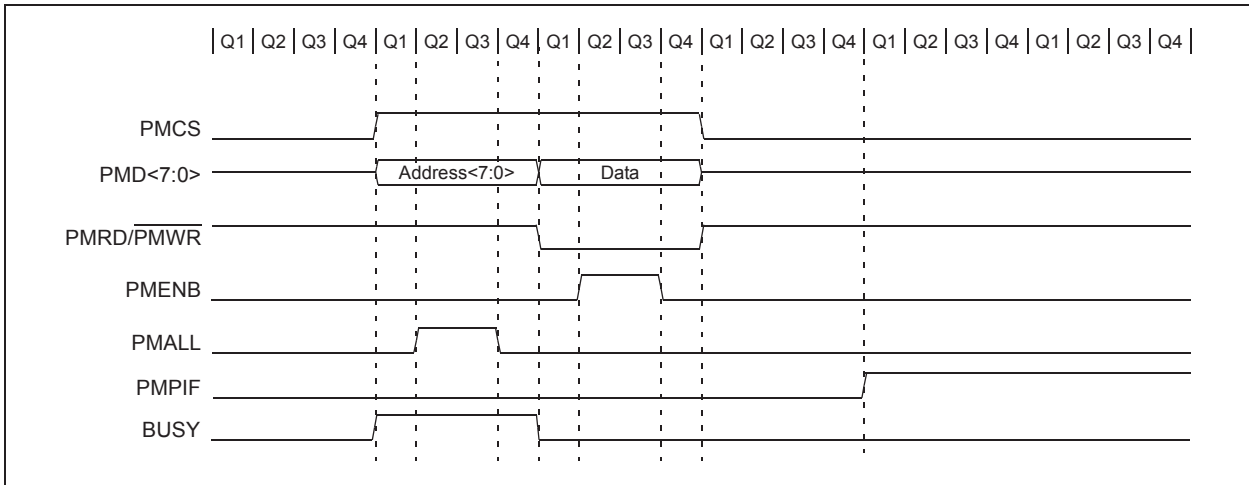 Q1 Q2 Q3 Q4 Q1 Q2 Q3 Q4 Q1 Q2 Q3 Q4 Q1 Q2 Q3 Q4 Q1 Q2 Q3 Q4 Q1 Q2 Q3 Q4
PMCS
PMD<7:0> Address<7:0> Data
PMRD/PMWR
PMENB
PMALL
PMPIF
BUSY